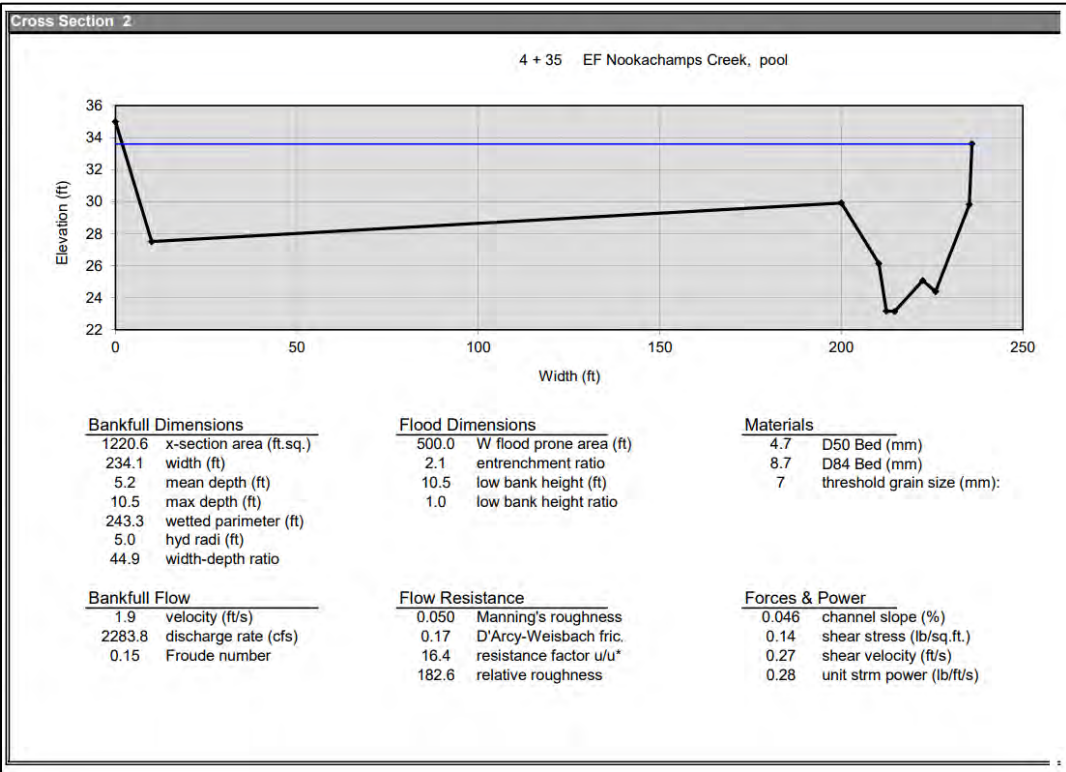 Cross Section 2
4 + 35 EF Nookachamps Creek, pool
36
34
32
30
28
26
24
22
Elevation (ft)
0 50 100 150 200 250
Width (ft)
Bankfull Dimensions
1220.6 x-section area (ft.sq.)
234.1 width (ft)
5.2 mean depth (ft)
10.5 max depth (ft)
243.3 wetted parimeter (ft)
5.0 hyd radi (ft)
44.9 width-depth ratio
Flood Dimensions
500.0 W flood prone area (ft)
2.1 entrenchment ratio
10.5 low bank height (ft)
1.0 low bank height ratio
Materials
4.7 D50 Bed (mm)
8.7 D84 Bed (mm)
7 threshold grain size (mm):
Bankfull Flow
1.9 velocity (ft/s)
2283.8 discharge rate (cfs)
0.15 Froude number
Flow Resistance
0.050 Manning's roughness
0.17 D'Arcy-Weisbach fric.
16.4 resistance factor u/u*
182.6 relative roughness
Forces & Power
0.046 channel slope (%)
0.14 shear stress (lb/sq.ft.)
0.27 shear velocity (ft/s)
0.28 unit strm power (lb/ft/s)